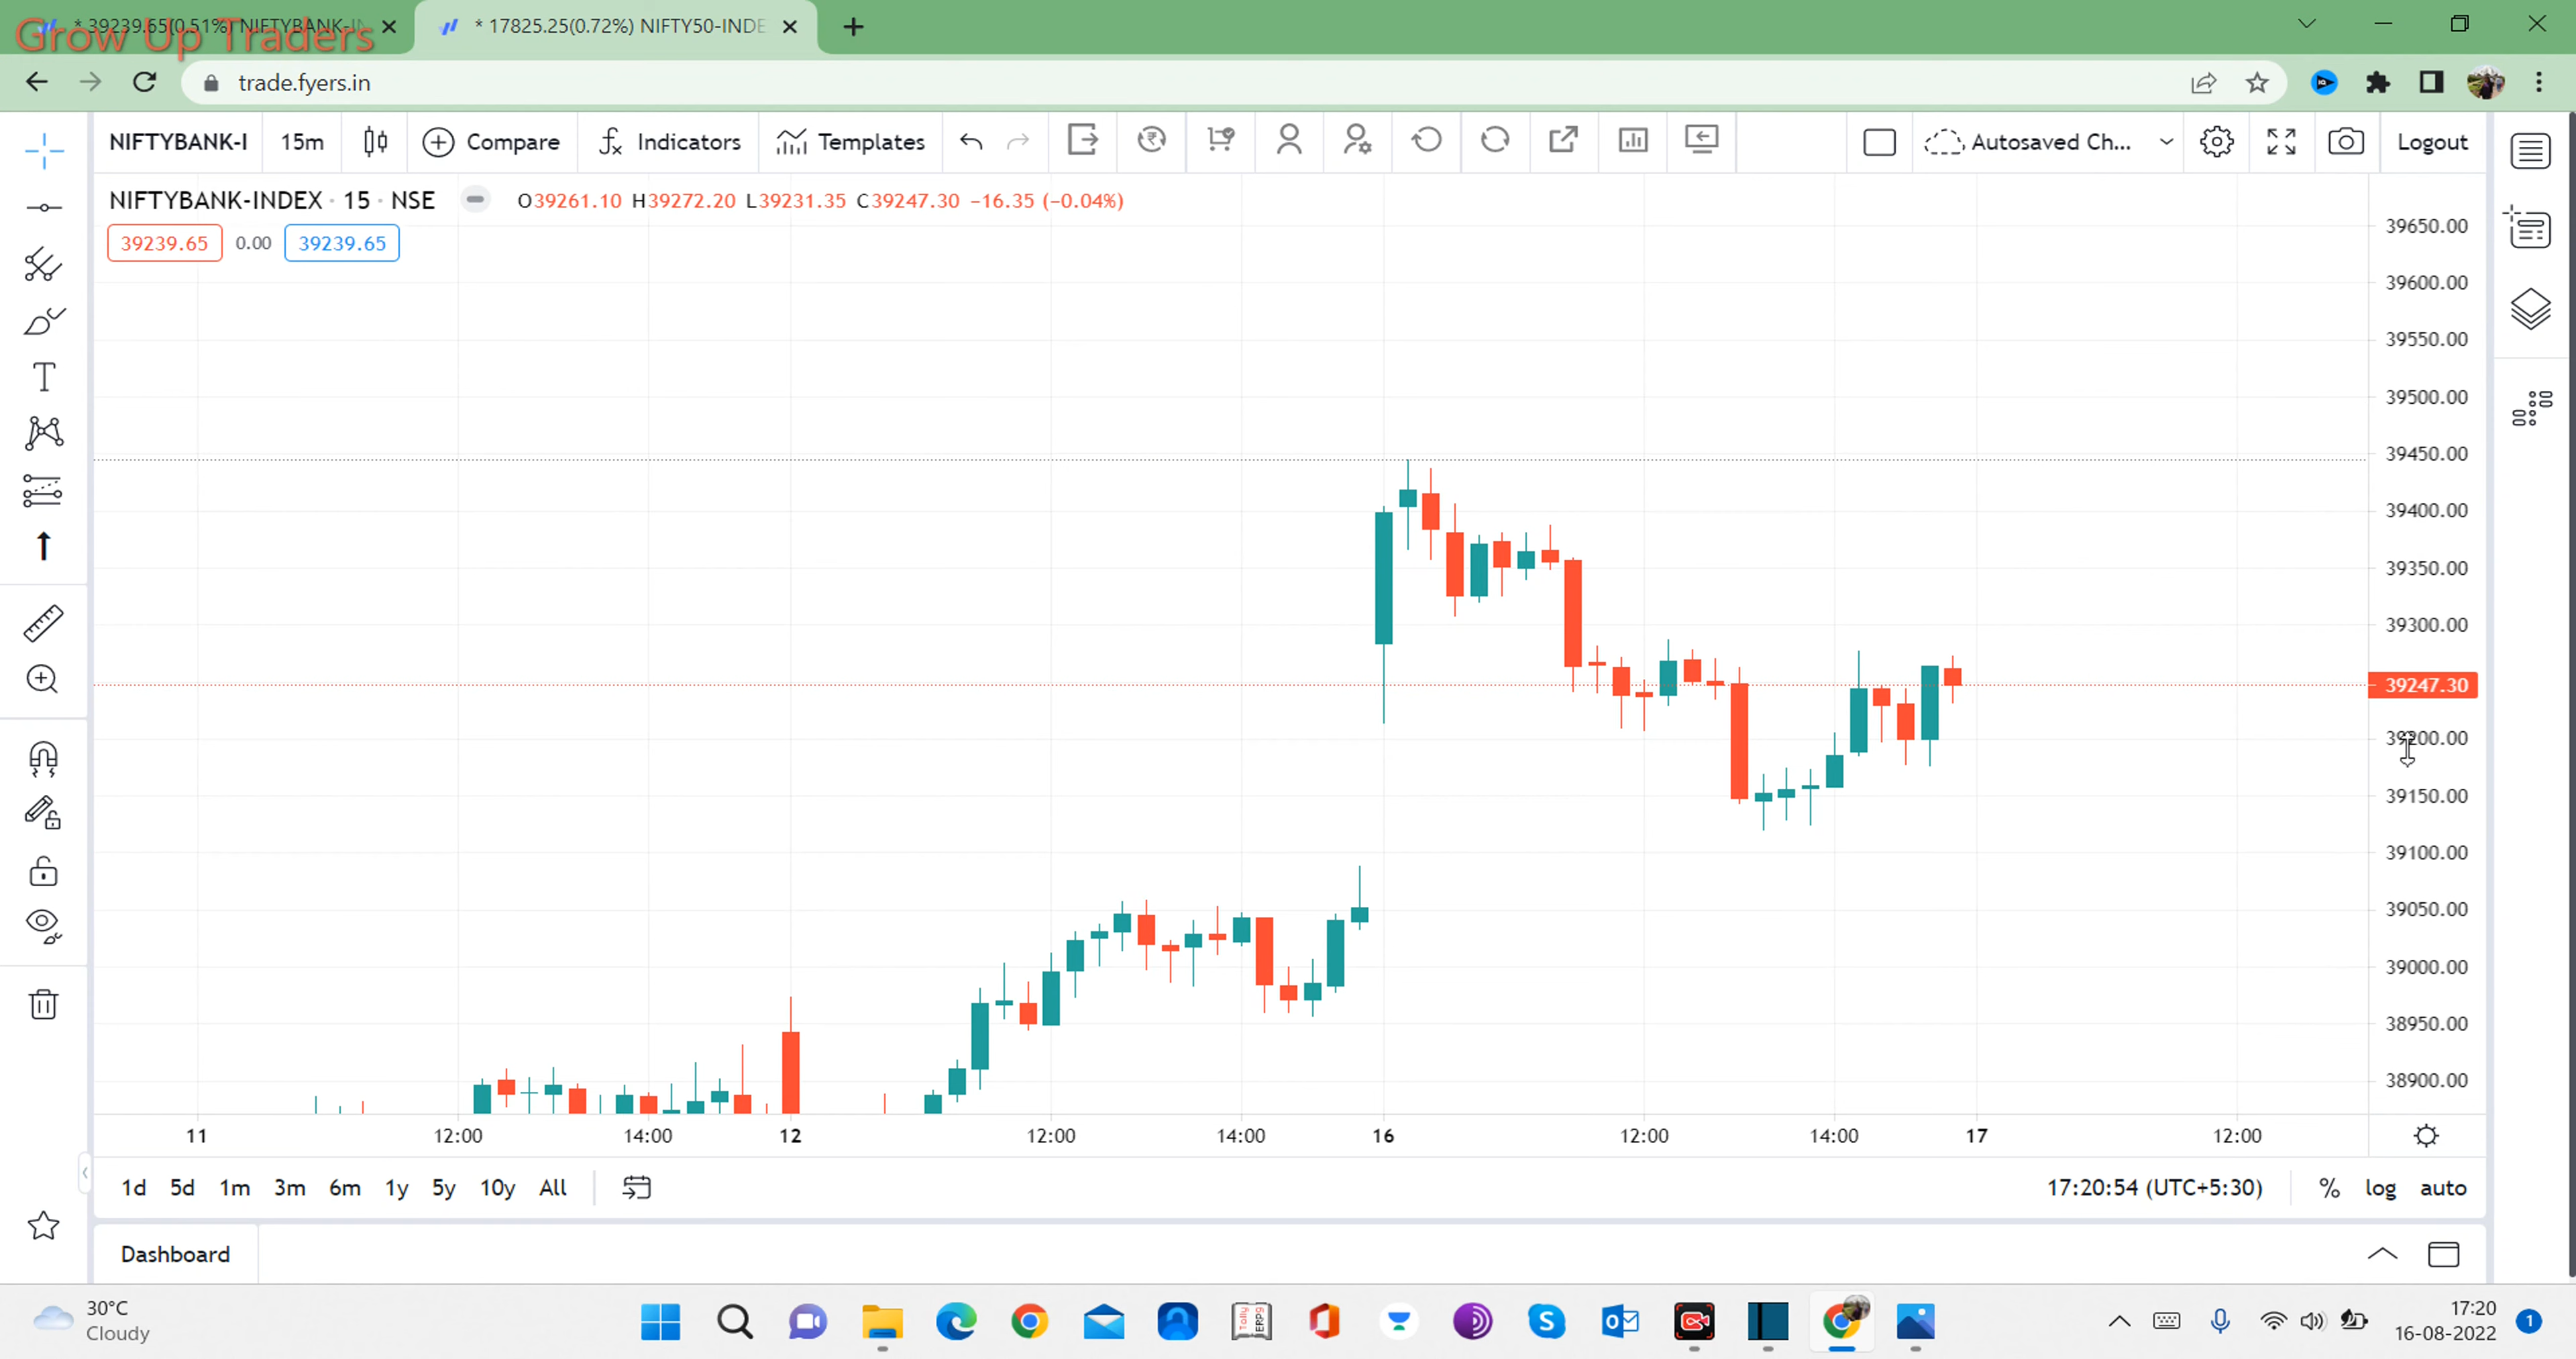 * 39239.65(0.51%) NIFTYBANK-IN
* 17825.25(0.72%) NIFTY50-INDE
Grow Up Traders
trade.fyers.in
NIFTYBANK-I 15m Compare Indicators Templates Autosaved Ch... Logout
NIFTYBANK-INDEX · 15 · NSE O39261.10 H39272.20 L39231.35 C39247.30 −16.35 (−0.04%)
39239.65 0.00 39239.65
39650.00
39600.00
39550.00
39500.00
39450.00
39400.00
39350.00
39300.00
39247.30
39200.00
39150.00
39100.00
39050.00
39000.00
38950.00
38900.00
11 12:00 14:00 12 12:00 14:00 16 12:00 14:00 17 12:00
1d 5d 1m 3m 6m 1y 5y 10y All 17:20:54 (UTC+5:30) % log auto
Dashboard
30°C
Cloudy
17:20
16-08-2022
1